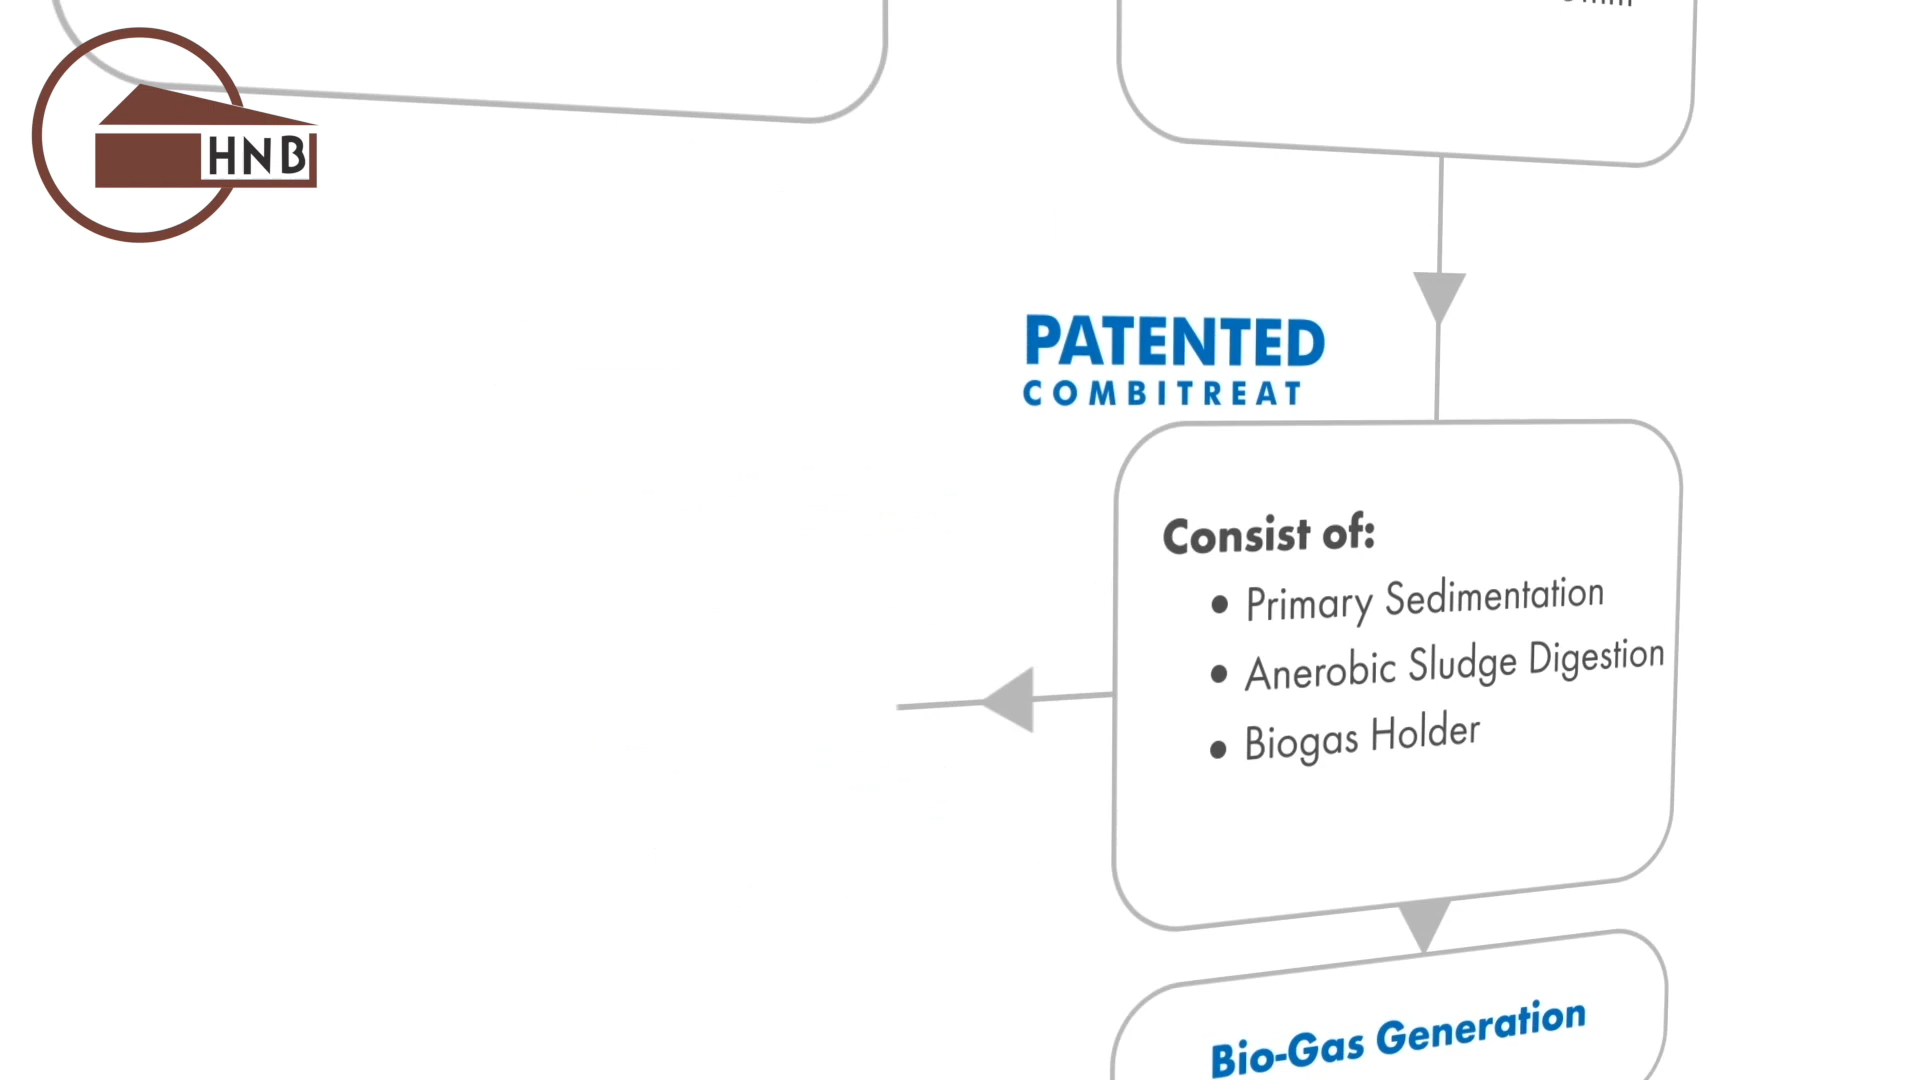 HNB
PATENTED
COMBITREAT
Consist of:
• Primary Sedimentation
• Anerobic Sludge Digestion
• Biogas Holder
Bio-Gas Generation